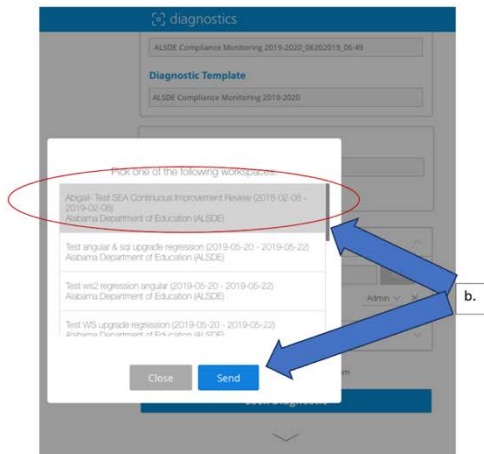 diagnostics
ALSDE Compliance Monitoring 2019-2020_08202019_06:49
Diagnostic Template
ALSDE Compliance Monitoring 2019-2020
Pick one of the following workspaces:
Abigail- Test SEA Continuous Improvement Review (2018-02-08 -
2019-02-08)
Alabama Department of Education (ALSDE)
Test angular & sql upgrade regression (2019-05-20 - 2019-05-22)
Alabama Department of Education (ALSDE)
Test ws2 regression angular (2019-05-20 - 2019-05-22)
Alabama Department of Education (ALSDE)
Admin
b.
Test WS upgrade regression (2019-05-20 - 2019-05-22)
Alabama Department of Education (ALSDE)
Close Send